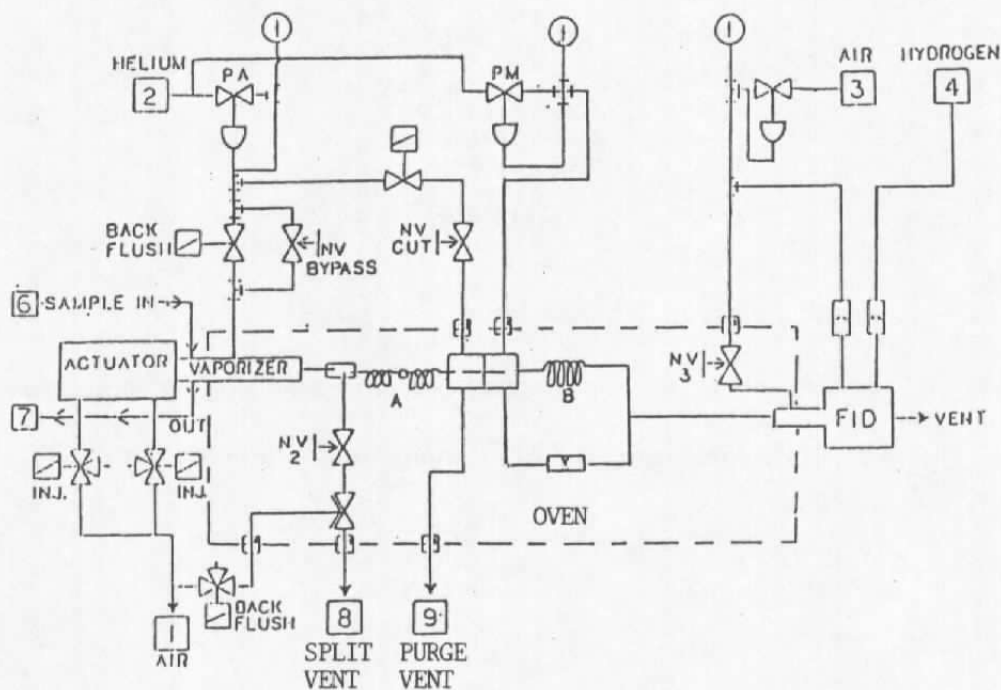 HELIUM
2
PA
PM
AIR
3
HYDROGEN
4
BACK
FLUSH
NV
BYPASS
NV
CUT
6 SAMPLE IN
ACTUATOR
VAPORIZER
A
B
NV
3
7
OUT
NV
2
FID
VENT
INJ.
INJ.
OVEN
BACK
FLUSH
1
AIR
8
SPLIT
VENT
9
PURGE
VENT